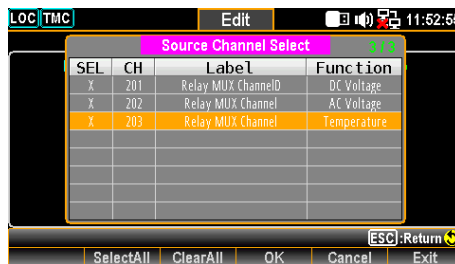 LOC TMC Edit 11:52:5
Source Channel Select 3/3
SEL CH Label Function
X 201 Relay MUX ChannelD DC Voltage
X 202 Relay MUX Channel AC Voltage
X 203 Relay MUX Channel Temperature
ESC :Return
SelectAll ClearAll OK Cancel Exit